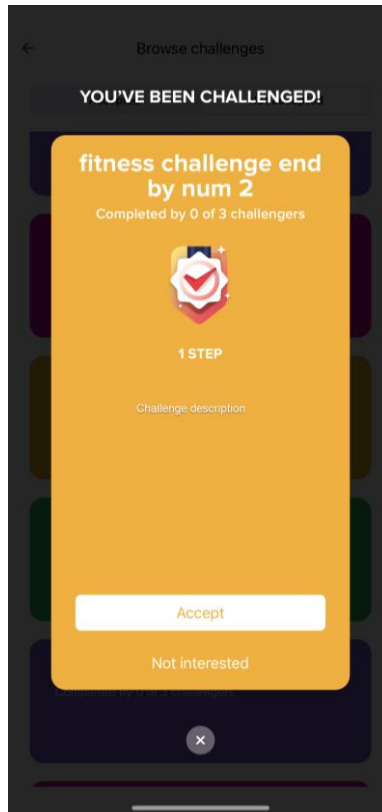 Browse challenges
YOU'VE BEEN CHALLENGED!
fitness challenge end
by num 2
Completed by 0 of 3 challengers
1 STEP
Challenge description
Accept
Not interested
Completed by 0 of 3 challengers